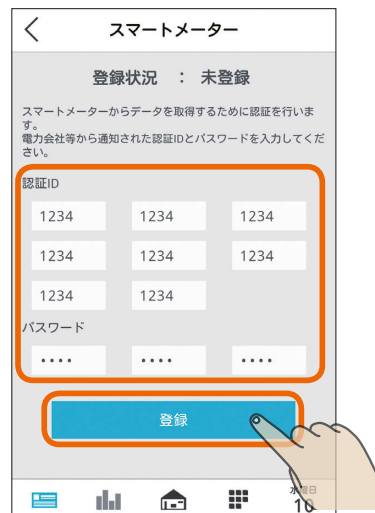 スマートメーター
登録状況 ： 未登録
スマートメーターからデータを取得するために認証を行いま
す。
電力会社等から通知された認証IDとパスワードを入力してくだ
さい。
認証ID
1234 1234 1234
1234 1234 1234
1234 1234
パスワード
•••• •••• ••••
登録
水曜日
10